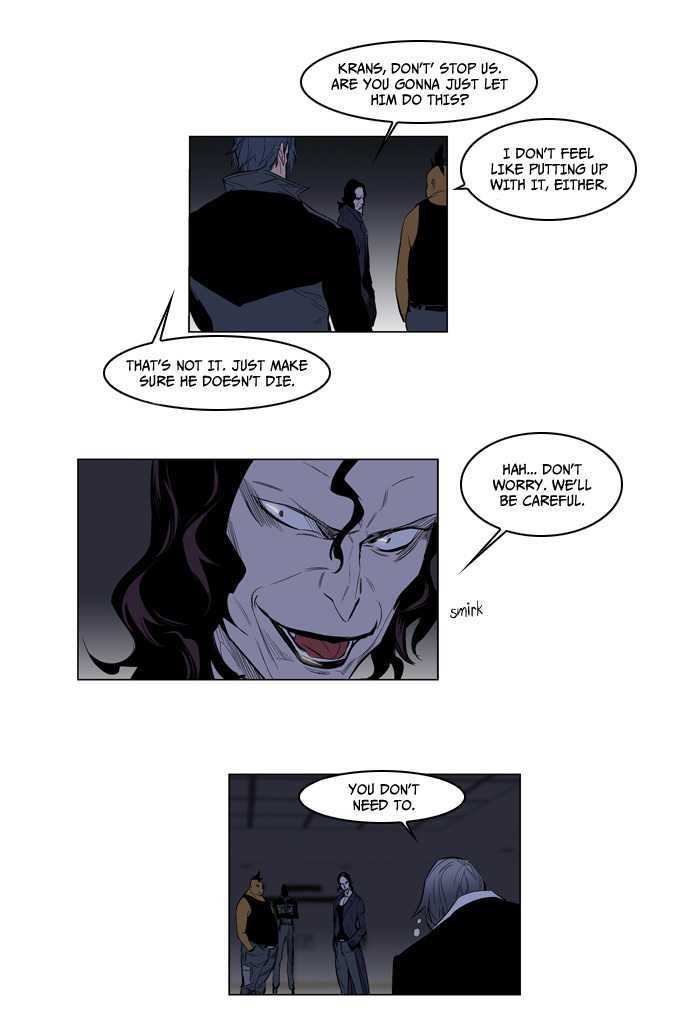 KRANS, DON'T' STOP US.
ARE YOU GONNA JUST LET
HIM DO THIS?
I DON'T FEEL
LIKE PUTTING UP
WITH IT, EITHER.
THAT'S NOT IT. JUST MAKE
SURE HE DOESN'T DIE.
HAH... DON'T
WORRY. WE'LL
BE CAREFUL.
smirk
YOU DON'T
NEED TO.